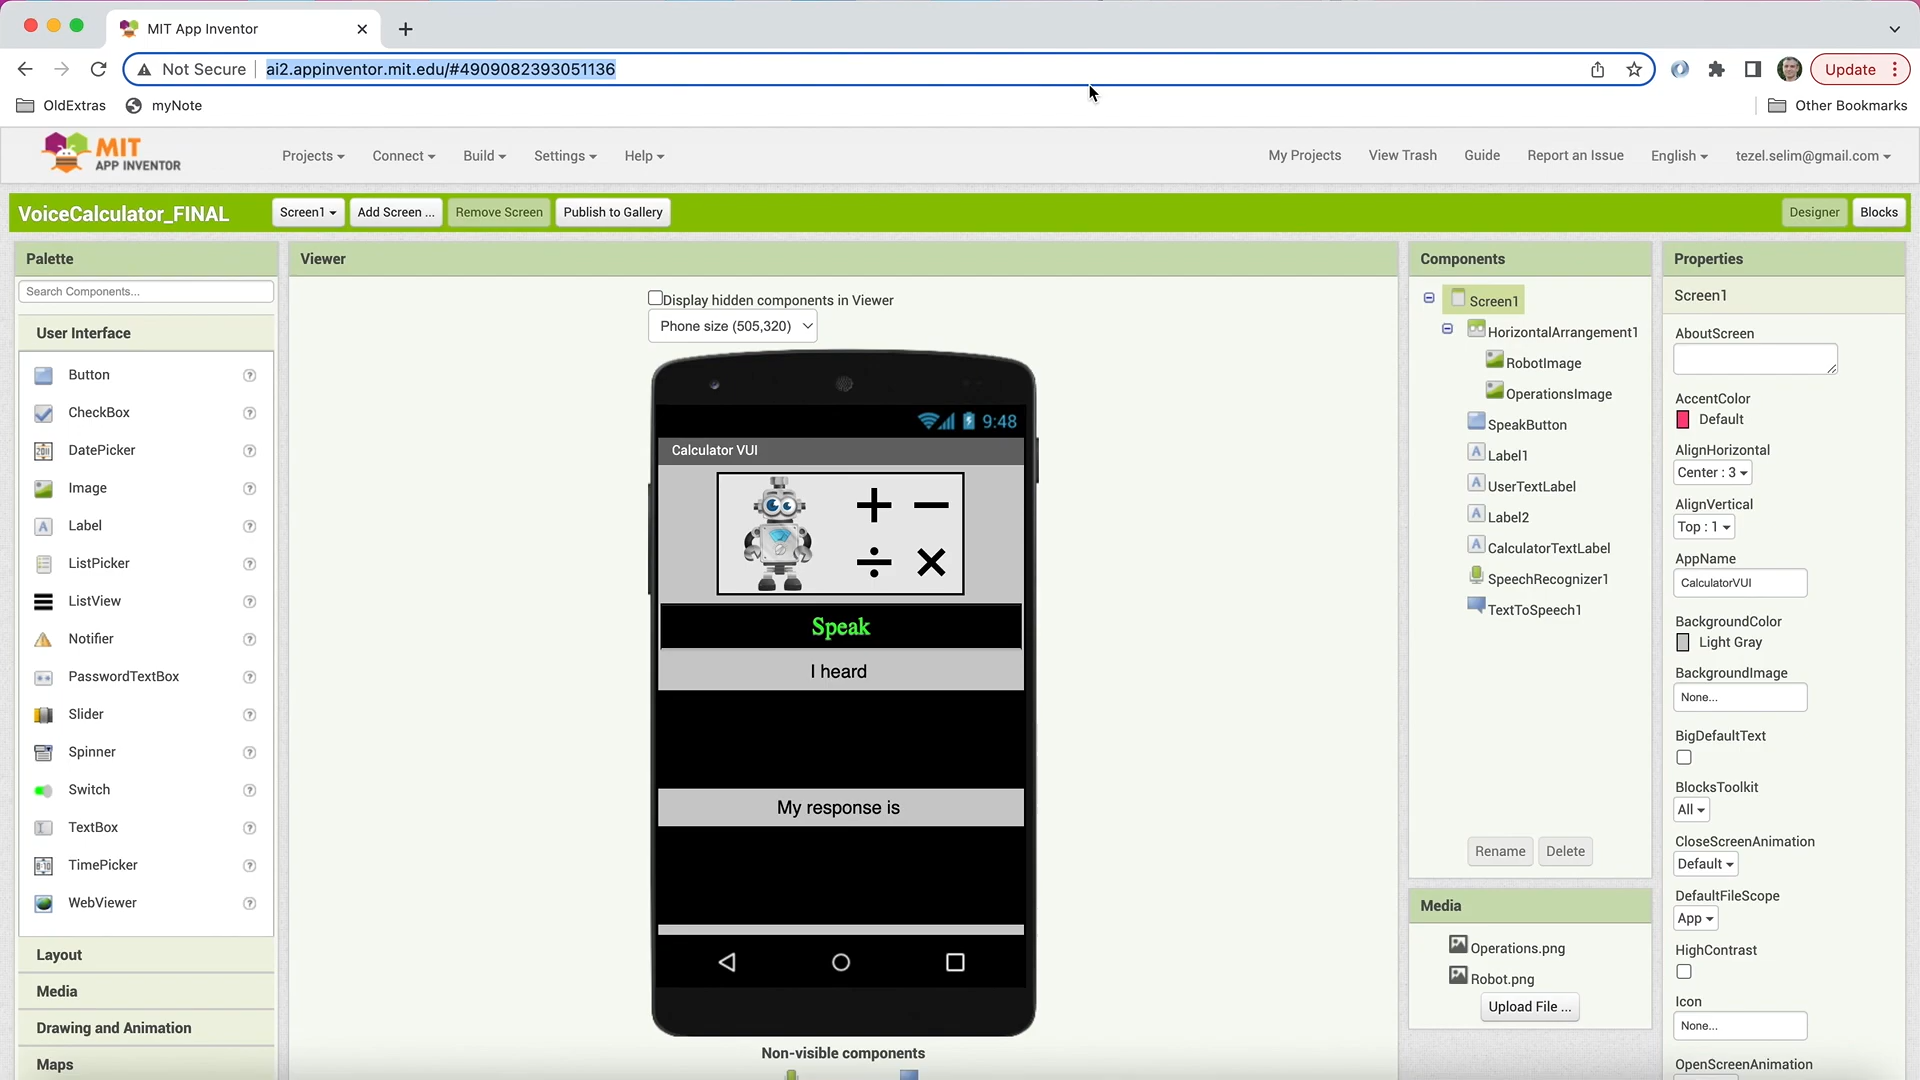 MIT App Inventor
Not Secure
ai2.appinventor.mit.edu/#4909082393051136
Update
OldExtras
myNote
Other Bookmarks
MIT
APP INVENTOR
Projects
Connect
Build
Settings
Help
My Projects
View Trash
Guide
Report an Issue
English
tezel.selim@gmail.com
VoiceCalculator_FINAL
Screen1
Add Screen ...
Remove Screen
Publish to Gallery
Designer
Blocks
Palette
Search Components...
User Interface
Button
CheckBox
DatePicker
Image
Label
ListPicker
ListView
Notifier
PasswordTextBox
Slider
Spinner
Switch
TextBox
TimePicker
WebViewer
Layout
Media
Drawing and Animation
Maps
Viewer
Display hidden components in Viewer
Phone size (505,320)
9:48
Calculator VUI
Speak
I heard
My response is
Non-visible components
Components
Screen1
HorizontalArrangement1
RobotImage
OperationsImage
SpeakButton
Label1
UserTextLabel
Label2
CalculatorTextLabel
SpeechRecognizer1
TextToSpeech1
Rename
Delete
Media
Operations.png
Robot.png
Upload File ...
Properties
Screen1
AboutScreen
AccentColor
Default
AlignHorizontal
Center : 3
AlignVertical
Top : 1
AppName
CalculatorVUI
BackgroundColor
Light Gray
BackgroundImage
None...
BigDefaultText
BlocksToolkit
All
CloseScreenAnimation
Default
DefaultFileScope
App
HighContrast
Icon
None...
OpenScreenAnimation